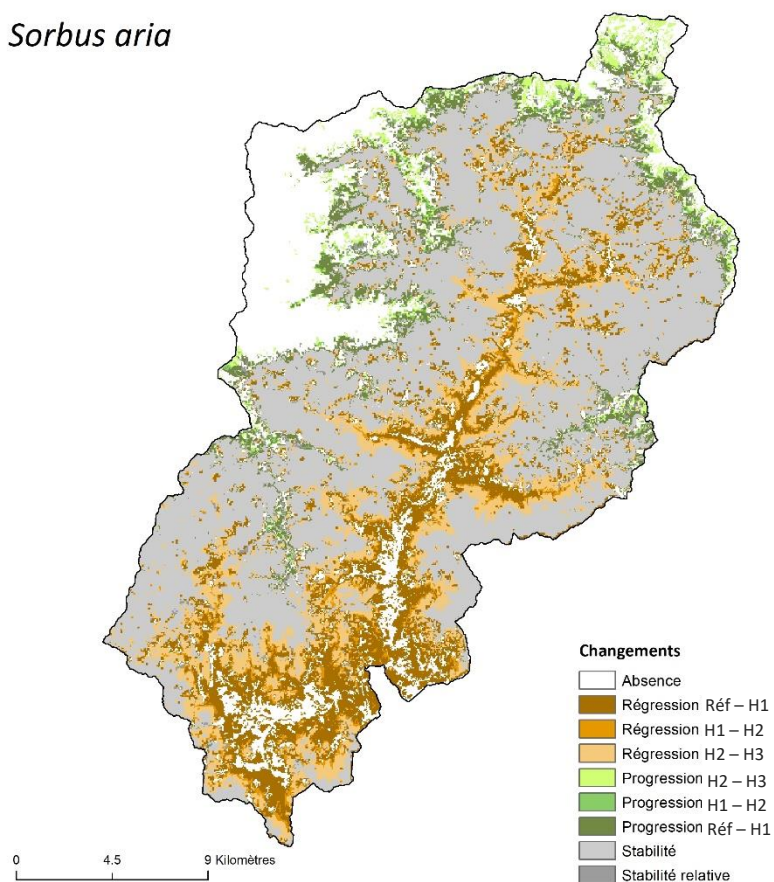 Sorbus aria
Changements
Absence
Régression Réf – H1
Régression H1 – H2
Régression H2 – H3
Progression H2 – H3
Progression H1 – H2
Progression Réf – H1
Stabilité
Stabilité relative
0 4.5 9 Kilomètres